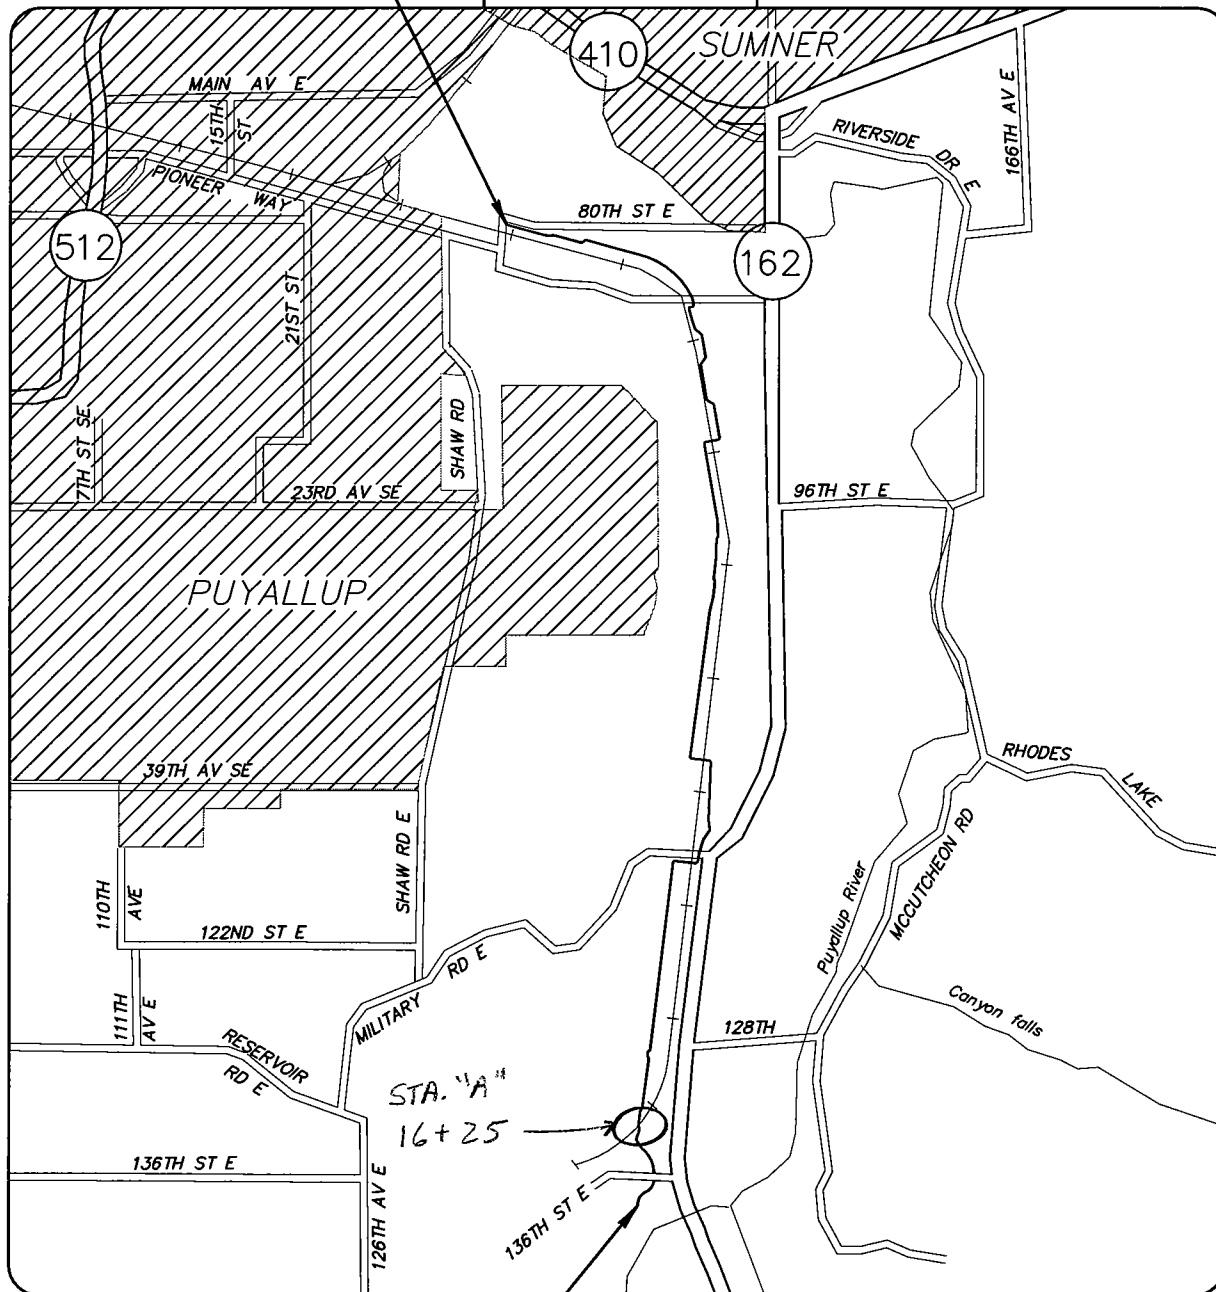 410
SUMNER
MAIN AV E
15TH
ST
RIVERSIDE DR E
166TH AV E
PIONEER WAY
80TH ST E
512
162
21ST ST
7TH ST SE
SHAW RD
23RD AV SE
96TH ST E
PUYALLUP
39TH AV SE
RHODES
LAKE
SHAW RD E
MCCUTCHEON RD
Puyallup River
110TH
AVE
122ND ST E
RD E
MILITARY
Canyon falls
111TH
AV E
RESERVOIR
RD E
128TH
STA. "A"
16+25
136TH ST E
126TH AV E
136TH ST E